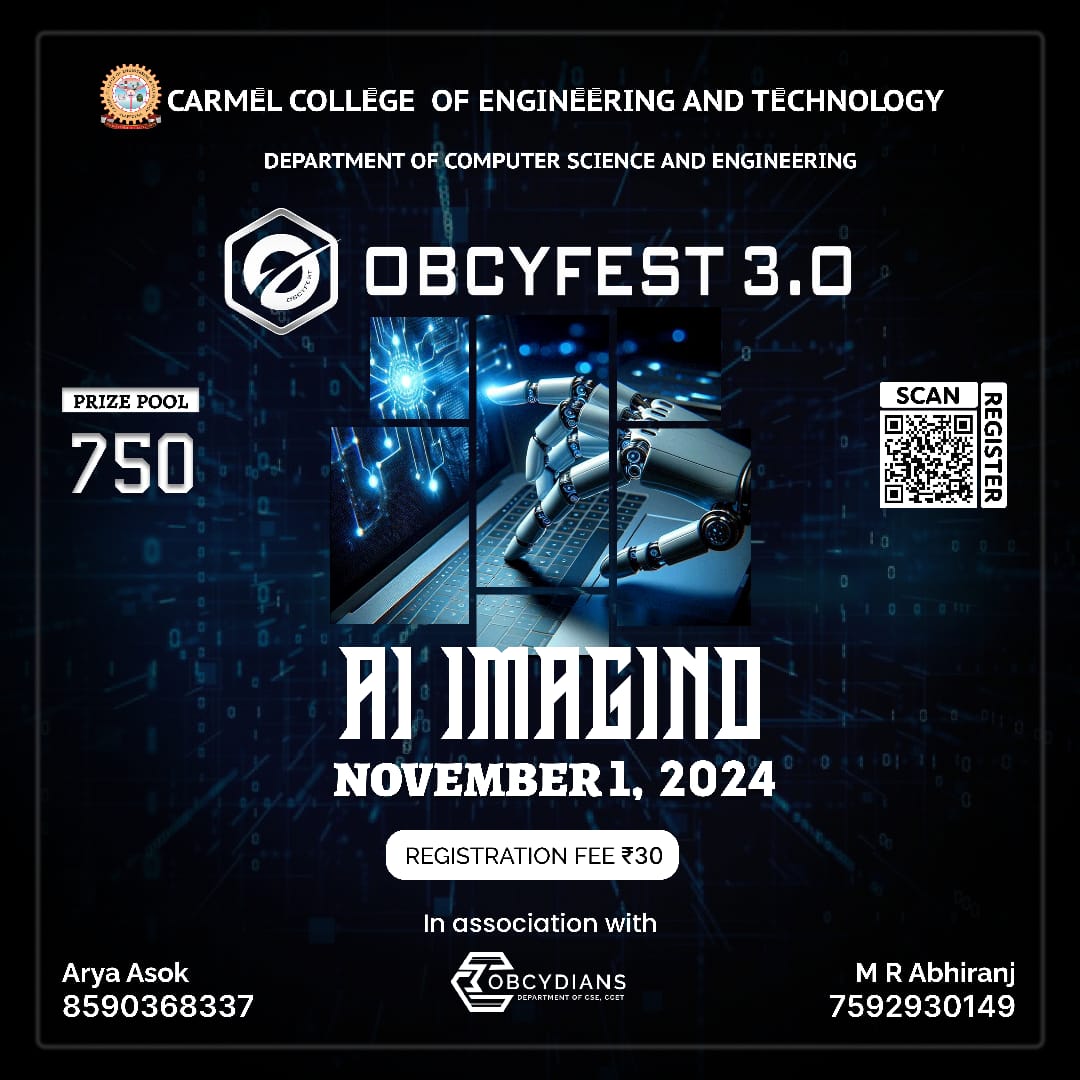 CARMEL COLLEGE OF ENGINEERING AND TECHNOLOGY
DEPARTMENT OF COMPUTER SCIENCE AND ENGINEERING
OBCYFEST
OBCYFEST 3.0
PRIZE POOL
750
SCAN
REGISTER
AI IMAGINO
NOVEMBER 1, 2024
REGISTRATION FEE ₹30
In association with
OBCYDIANS
DEPARTMENT OF CSE, CCET
Arya Asok
8590368337
M R Abhiranj
7592930149